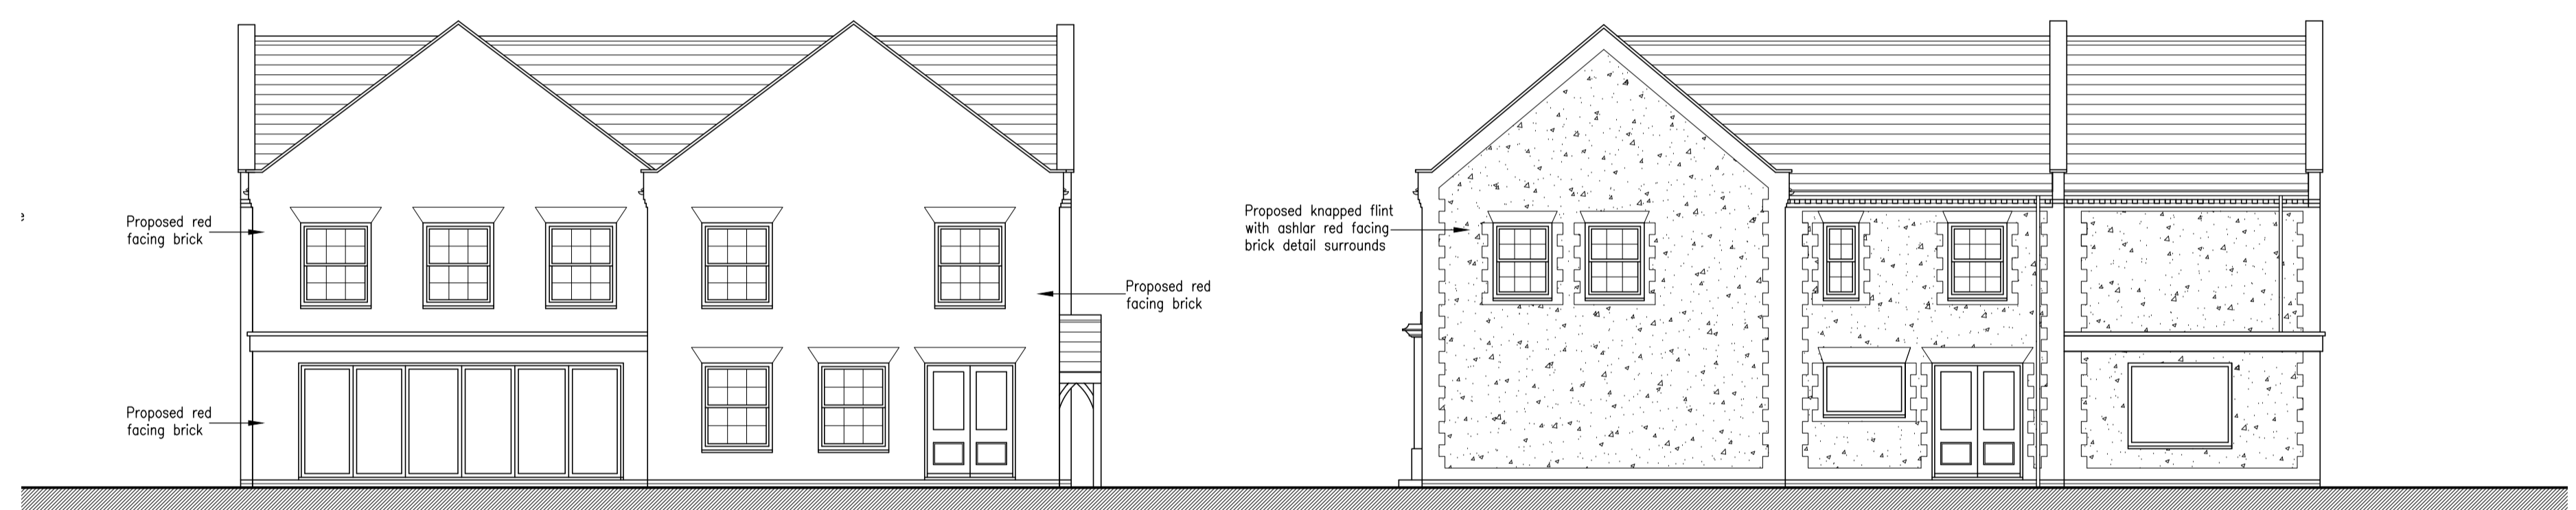 Proposed red
facing brick
Proposed red
facing brick
Proposed red
facing brick
Proposed knapped flint
with ashlar red facing
brick detail surrounds